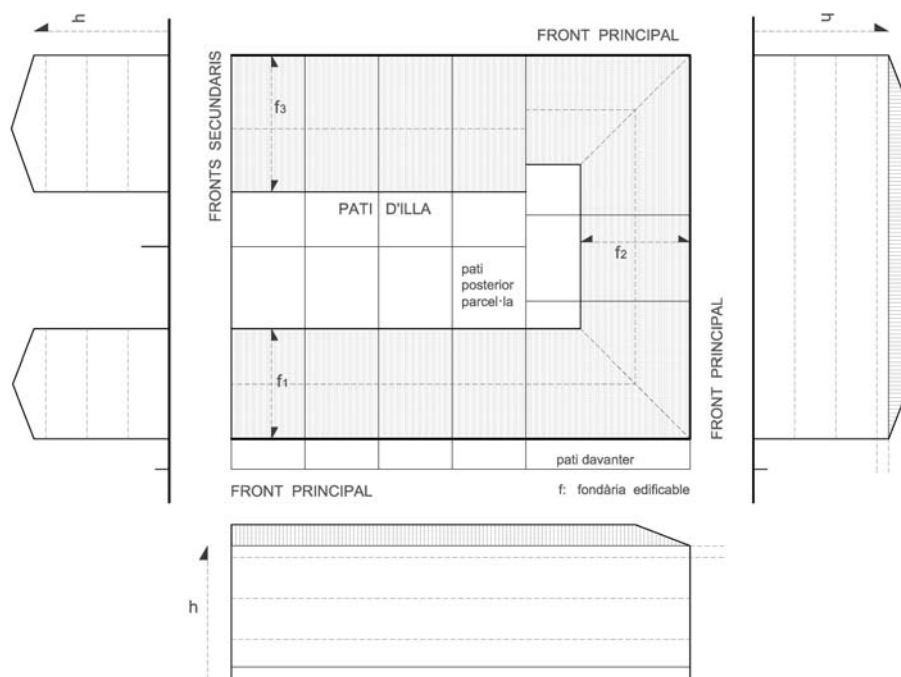 h
h
FRONT PRINCIPAL
FRONTS SECUNDARIS
f3
PATI D'ILLA
f2
pati
posterior
parcel·la
f1
FRONT PRINCIPAL
pati davanter
FRONT PRINCIPAL
f: fondària edificable
h